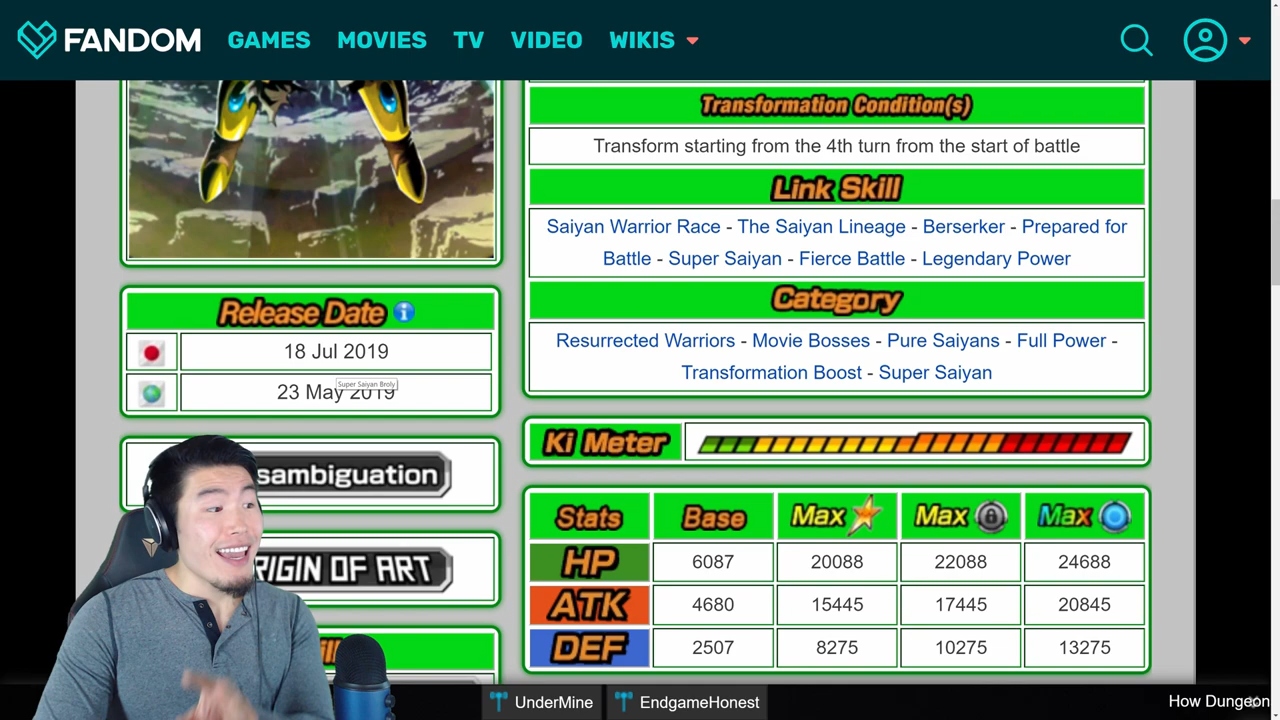 FANDOM GAMES MOVIES TV VIDEO WIKIS
Transformation Condition(s)
Transform starting from the 4th turn from the start of battle
Link Skill
Saiyan Warrior Race - The Saiyan Lineage - Berserker - Prepared for
Battle - Super Saiyan - Fierce Battle - Legendary Power
Category
Resurrected Warriors - Movie Bosses - Pure Saiyans - Full Power -
Transformation Boost - Super Saiyan
Release Date
18 Jul 2019
Super Saiyan Broly
23 May 2019
sambiguation
RIGIN OF ART
Ki Meter
Stats Base Max Max Max
HP 6087 20088 22088 24688
ATK 4680 15445 17445 20845
DEF 2507 8275 10275 13275
UnderMine EndgameHonest How Dungeon